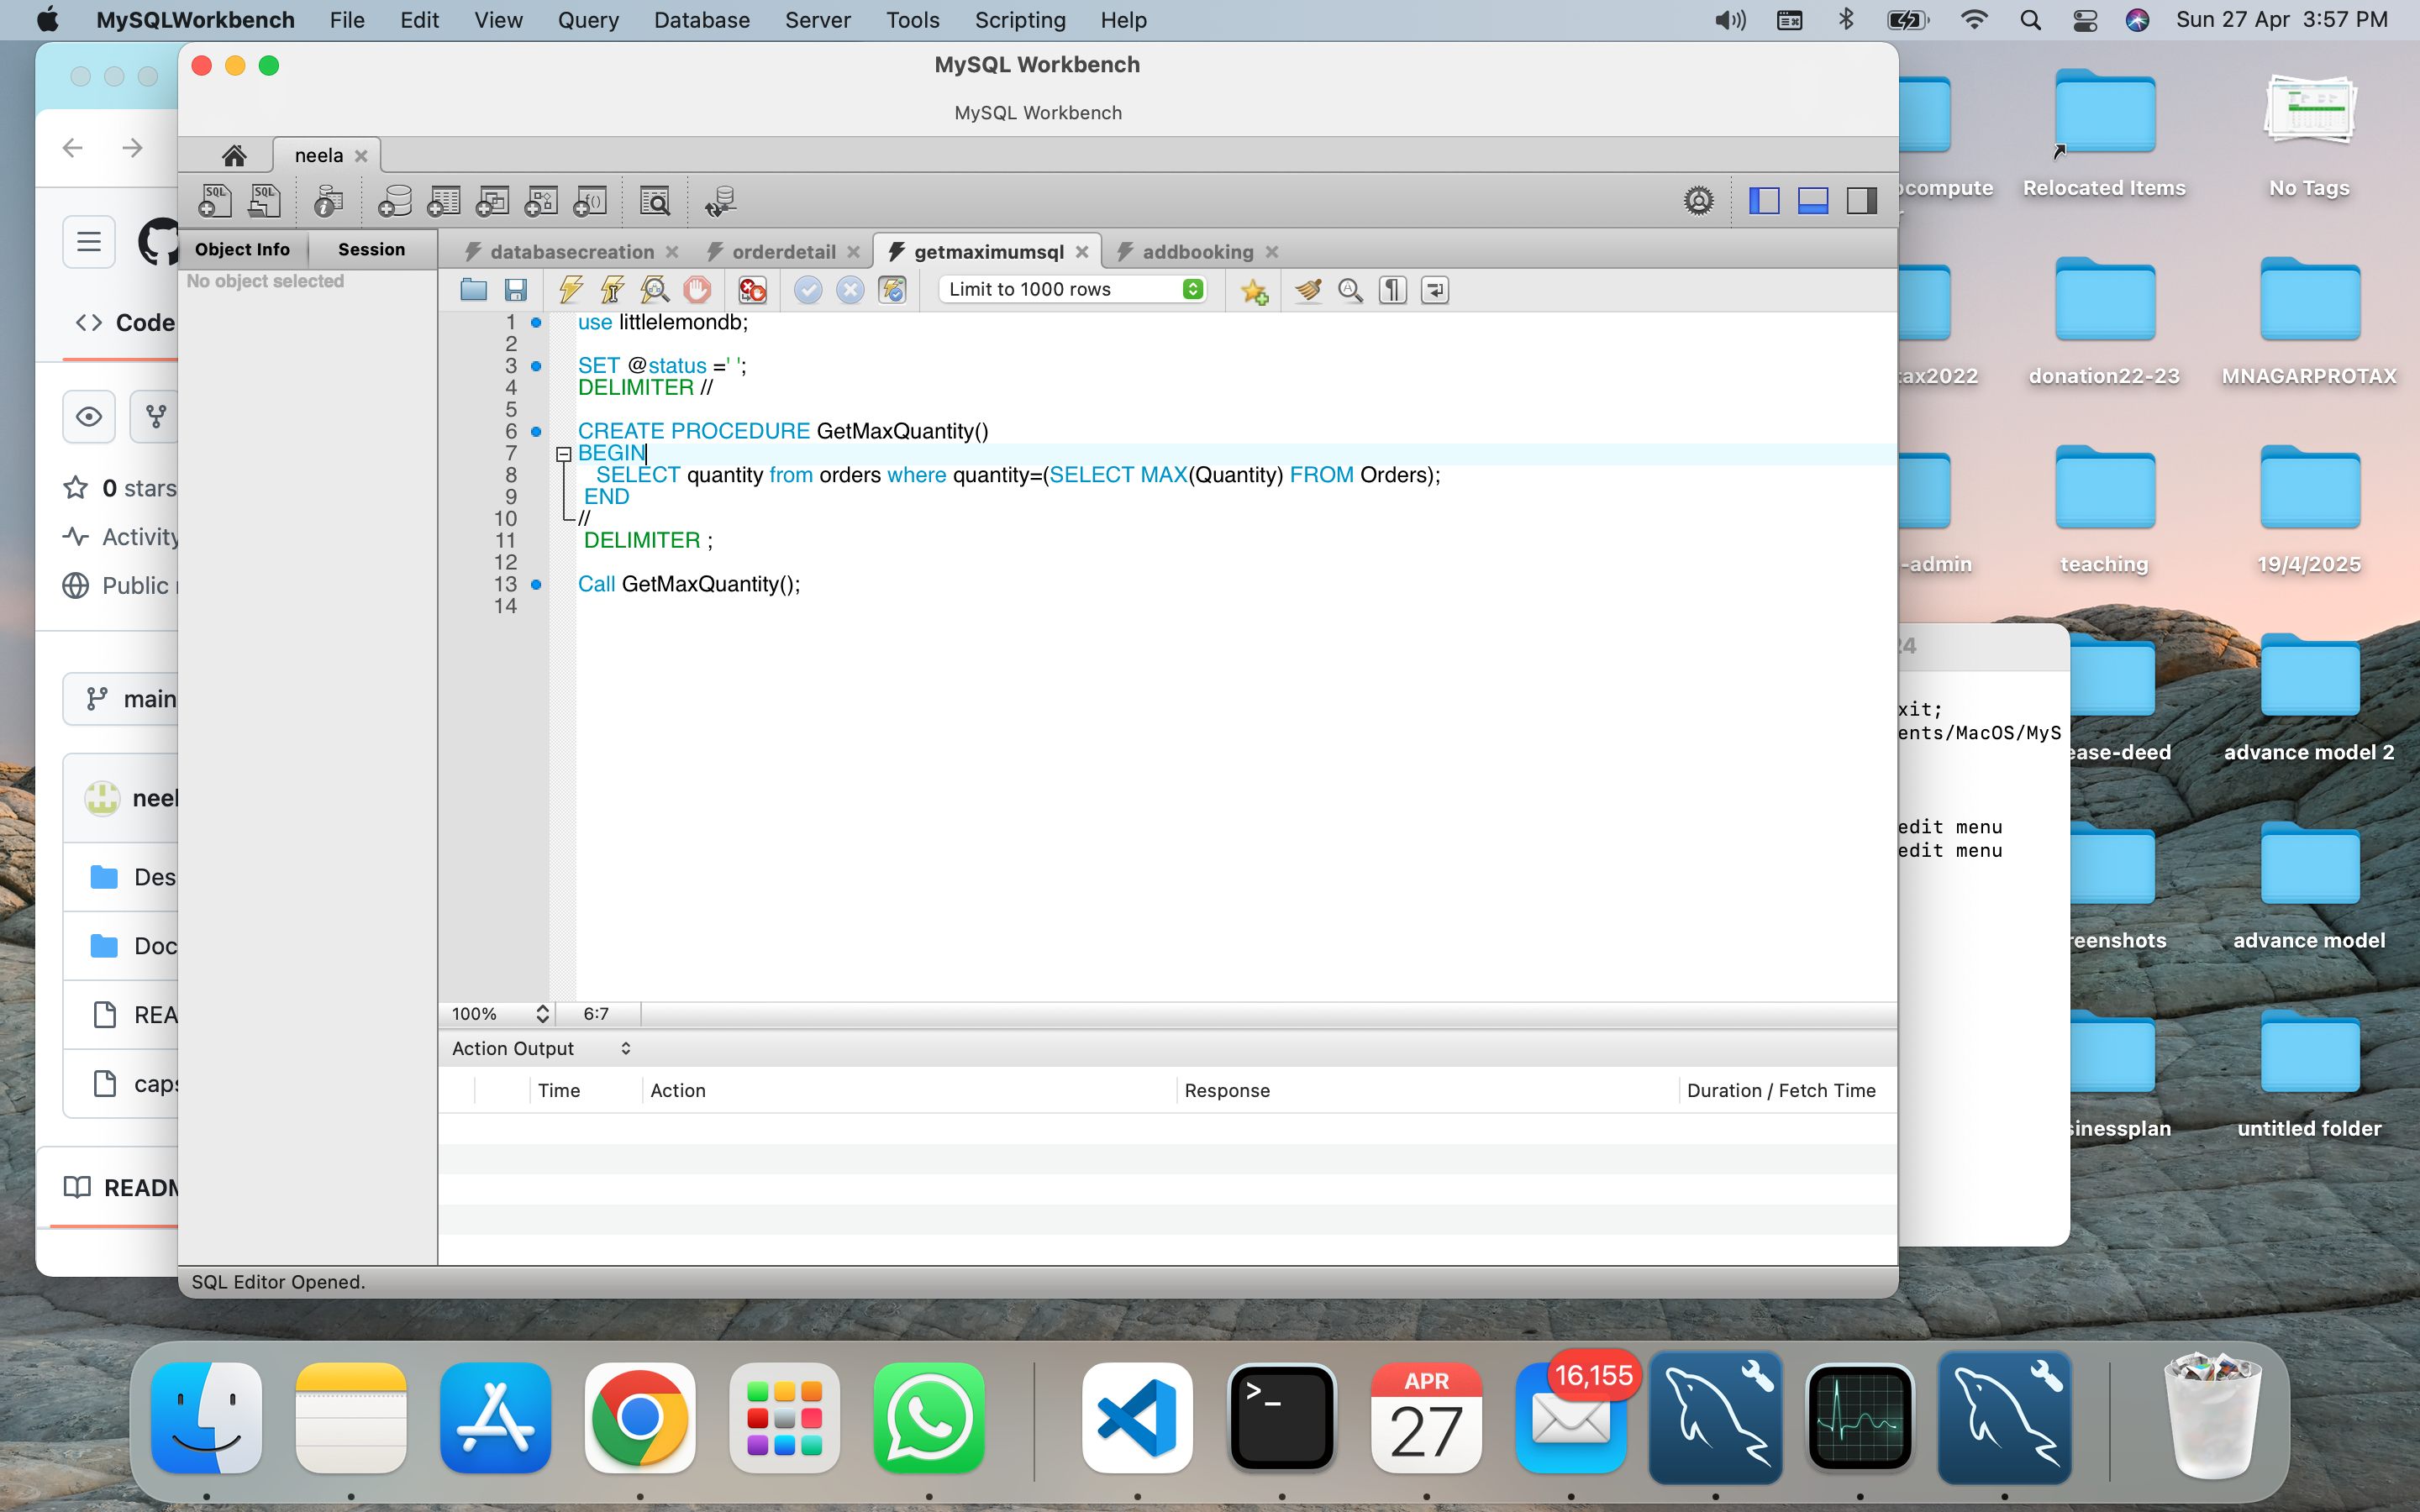 MySQLWorkbench File Edit View Query Database Server Tools Scripting Help Sun 27 Apr 3:57 PM
MySQL Workbench
MySQL Workbench
neela
Object Info Session
No object selected
databasecreation orderdetail getmaximumsql addbooking
Limit to 1000 rows
1 use littlelemondb;
2
3 SET @status =' ';
4 DELIMITER //
5
6 CREATE PROCEDURE GetMaxQuantity()
7 BEGIN
8 SELECT quantity from orders where quantity=(SELECT MAX(Quantity) FROM Orders);
9 END
10 //
11 DELIMITER ;
12
13 Call GetMaxQuantity();
14
100% 6:7
Action Output
Time Action Response Duration / Fetch Time
SQL Editor Opened.
Code
0 stars
Activity
Public
main
neel
Des
Doc
REA
caps
READM
24
xit;
ents/MacOS/MyS
edit menu
edit menu
compute Relocated Items No Tags
tax2022 donation22-23 MNAGARPROTAX
-admin teaching 19/4/2025
ease-deed advance model 2
reenshots advance model
sinessplan untitled folder
APR
27
16,155